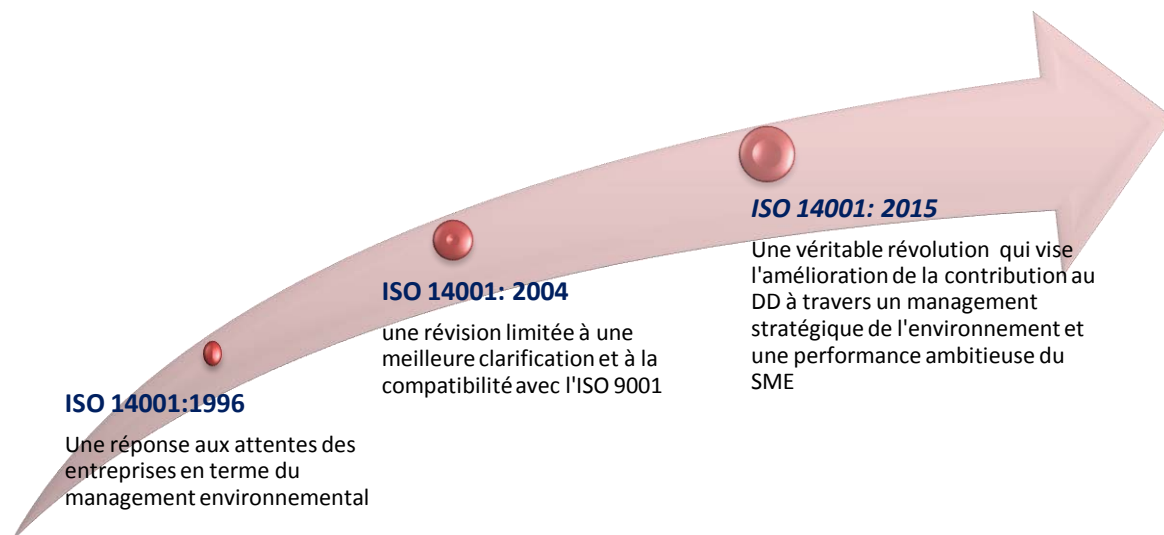 ISO 14001:1996
Une réponse aux attentes des
entreprises en terme du
management environnemental
ISO 14001: 2004
une révision limitée à une
meilleure clarification et à la
compatibilité avec l'ISO 9001
ISO 14001: 2015
Une véritable révolution qui vise
l'amélioration de la contribution au
DD à travers un management
stratégique de l'environnement et
une performance ambitieuse du
SME